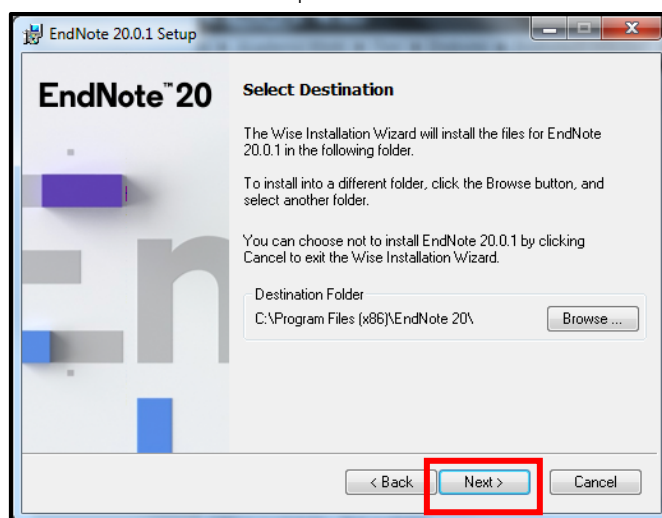 EndNote 20.0.1 Setup
EndNote™20
Select Destination
The Wise Installation Wizard will install the files for EndNote
20.0.1 in the following folder.
To install into a different folder, click the Browse button, and
select another folder.
You can choose not to install EndNote 20.0.1 by clicking
Cancel to exit the Wise Installation Wizard.
Destination Folder
C:\Program Files (x86)\EndNote 20\
Browse ...
En
< Back
Next >
Cancel